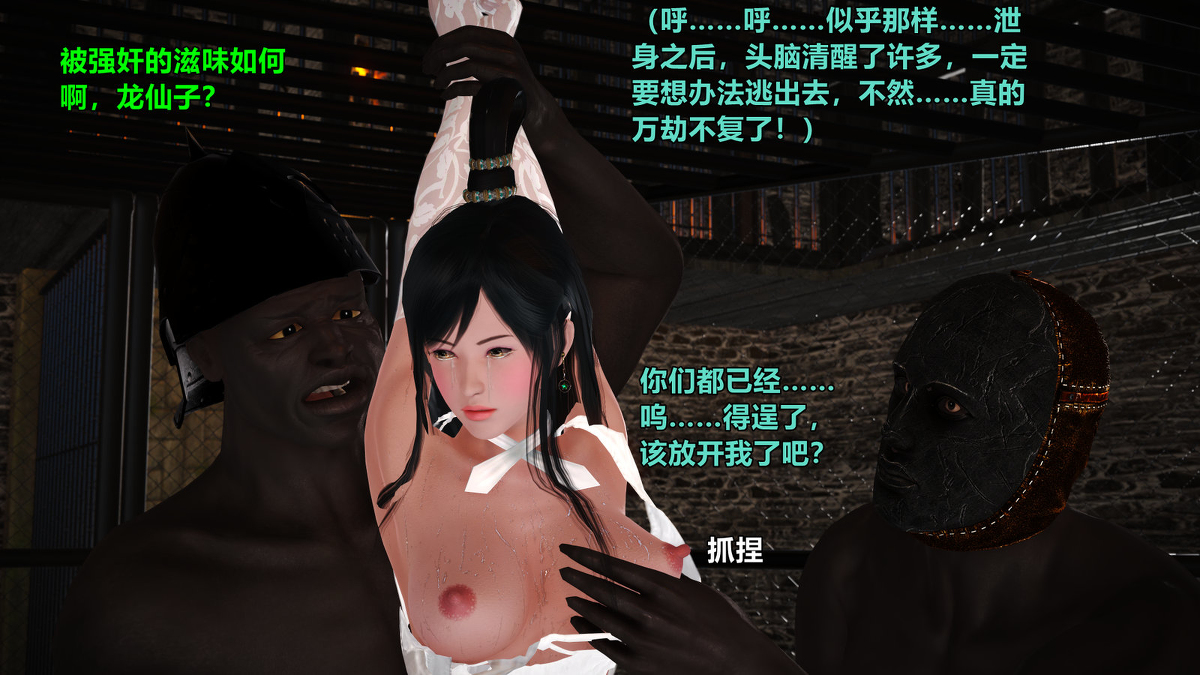 被强奸的滋味如何
啊，龙仙子？
（呼……呼……似乎那样……泄
身之后，头脑清醒了许多，一定
要想办法逃出去，不然……真的
万劫不复了！）
你们都已经……
呜……得逞了，
该放开我了吧？
抓捏